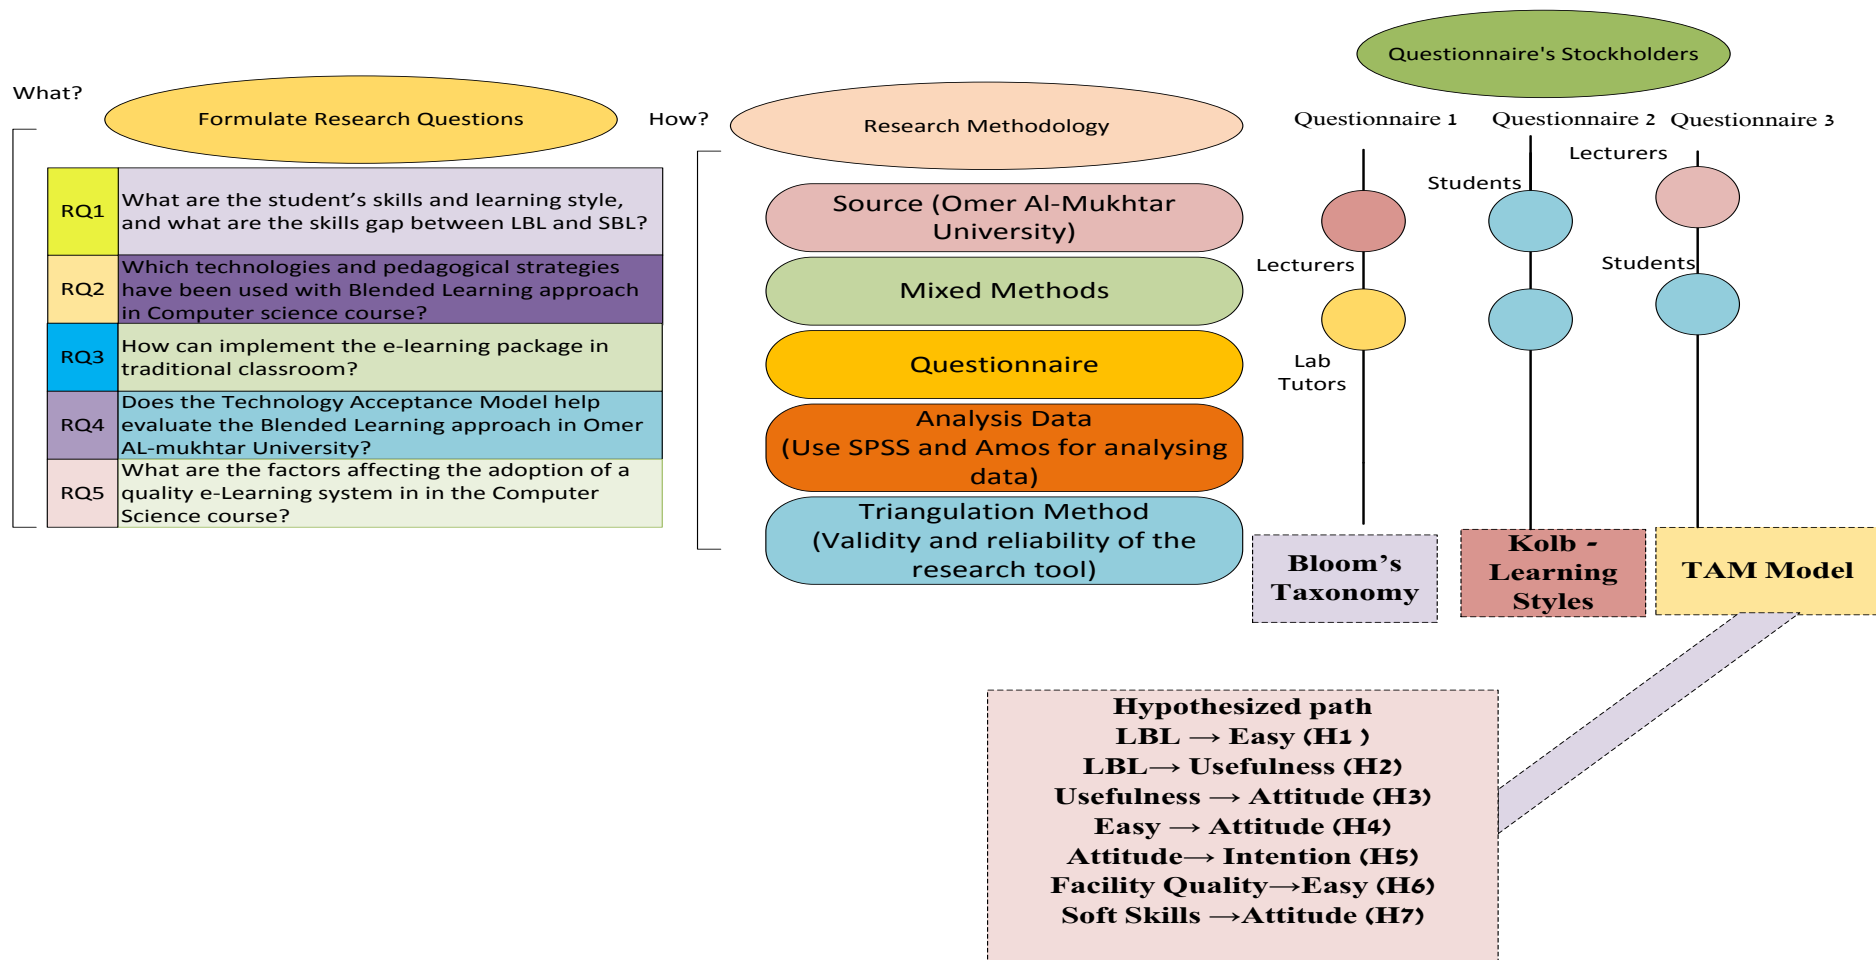 What?
Formulate Research Questions
RQ1
What are the student’s skills and learning style,
and what are the skills gap between LBL and SBL?
RQ2
Which technologies and pedagogical strategies
have been used with Blended Learning approach
in Computer science course?
RQ3
How can implement the e-learning package in
traditional classroom?
RQ4
Does the Technology Acceptance Model help
evaluate the Blended Learning approach in Omer
AL-mukhtar University?
RQ5
What are the factors affecting the adoption of a
quality e-Learning system in in the Computer
Science course?
How?
Research Methodology
Source (Omer Al-Mukhtar
University)
Mixed Methods
Questionnaire
Analysis Data
(Use SPSS and Amos for analysing
data)
Triangulation Method
(Validity and reliability of the
research tool)
Questionnaire's Stockholders
Questionnaire 1
Lecturers
Lab
Tutors
Bloom’s
Taxonomy
Questionnaire 2
Students
Kolb -
Learning
Styles
Questionnaire 3
Lecturers
Students
TAM Model
Hypothesized path
LBL → Easy (H1 )
LBL→ Usefulness (H2)
Usefulness → Attitude (H3)
Easy → Attitude (H4)
Attitude→ Intention (H5)
Facility Quality→Easy (H6)
Soft Skills →Attitude (H7)